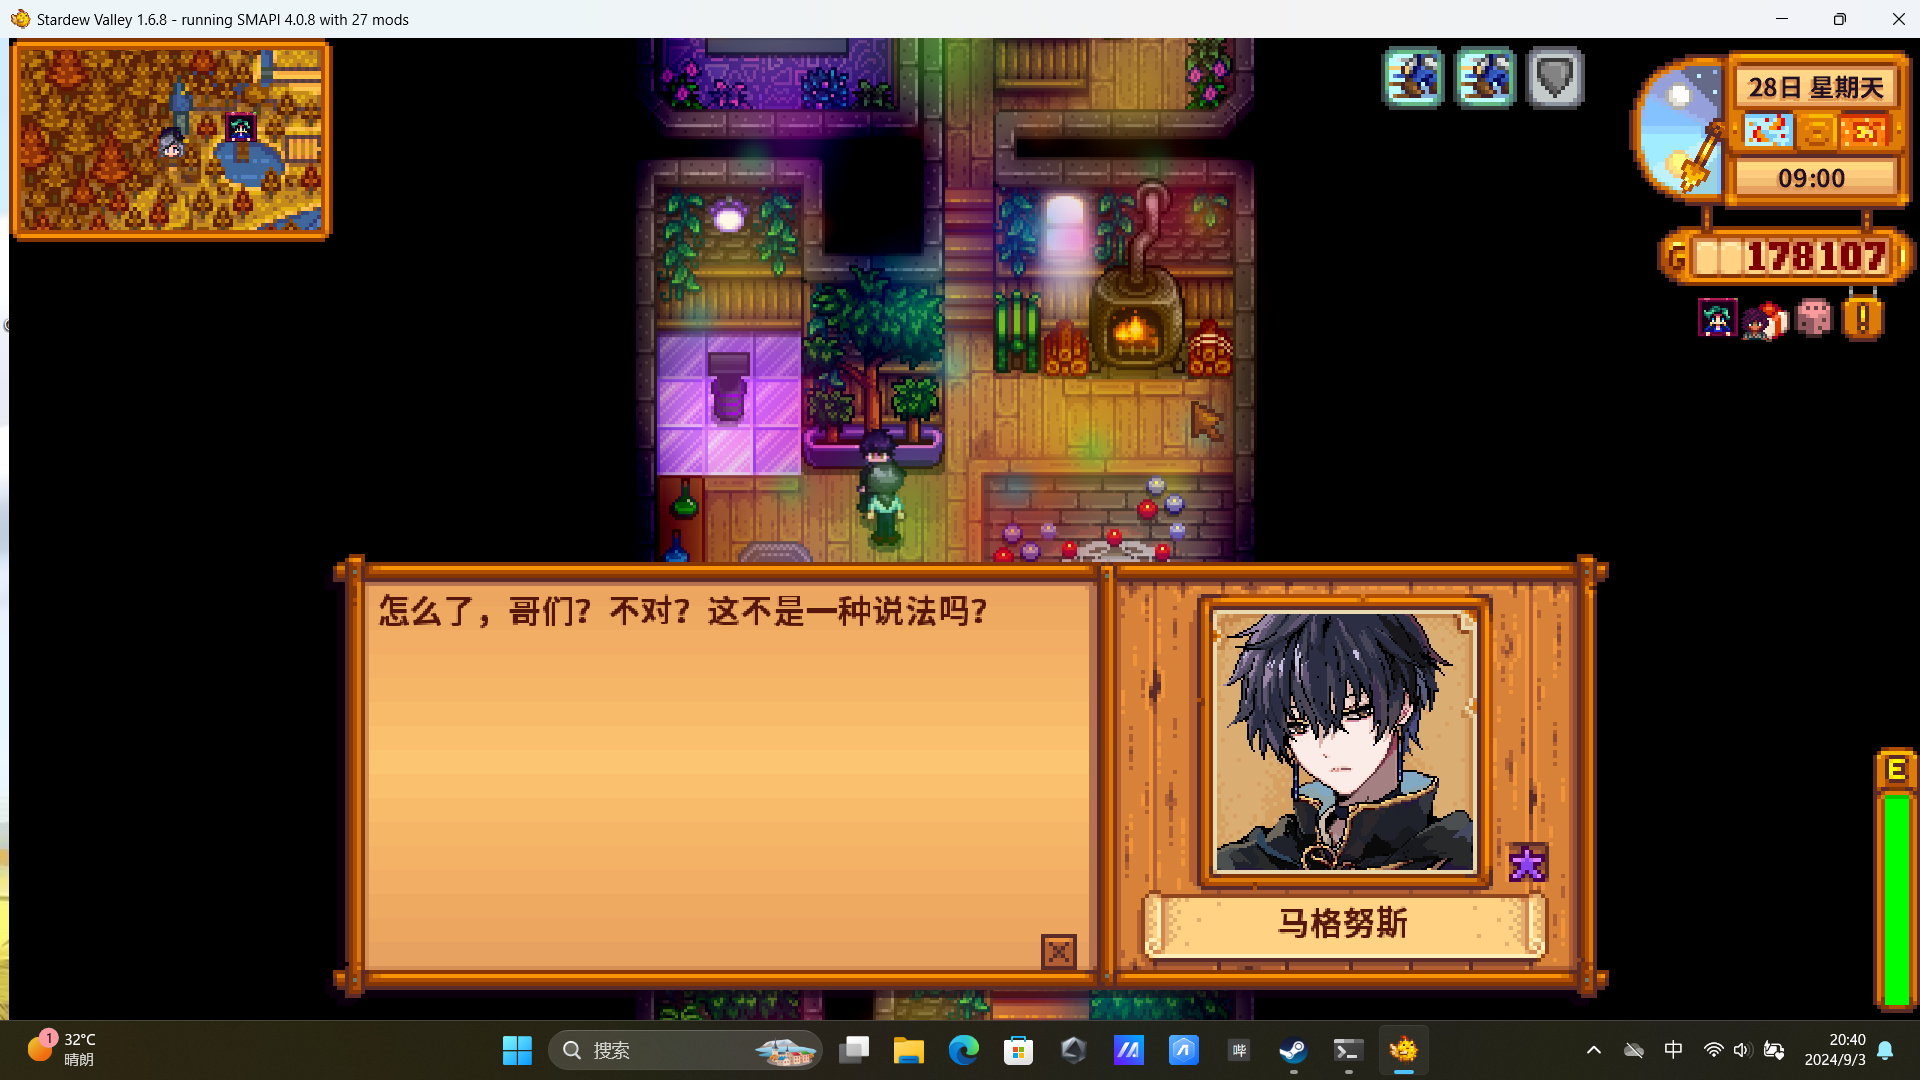 Stardew Valley 1.6.8 - running SMAPI 4.0.8 with 27 mods
28日 星期天
09:00
G
178107
怎么了，哥们？不对？这不是一种说法吗？
马格努斯
E
1
32°C
晴朗
搜索
哔
中
20:40
2024/9/3